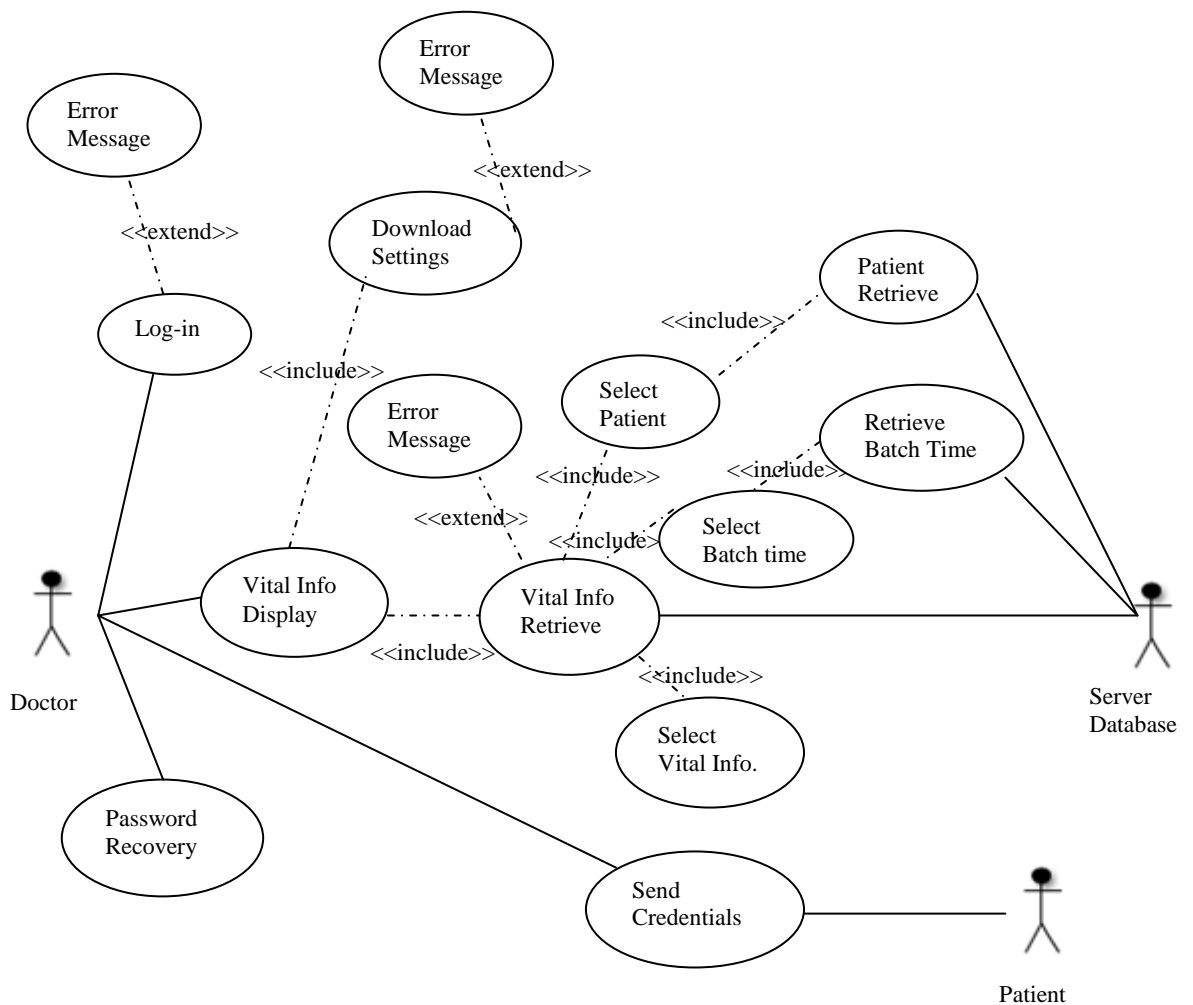 Error
Message
Error
Message
<<extend>>
<<extend>>
Download
Settings
Patient
Retrieve
Log-in
<<include>>
<<include>>
Select
Patient
Error
Message
Retrieve
Batch Time
<<include>>
<<include>>
<<extend>>
Select
Batch time
<<include>
Vital Info
Display
Vital Info
Retrieve
<<include>>
<<include>>
Doctor
Server
Database
Select
Vital Info.
Password
Recovery
Send
Credentials
Patient